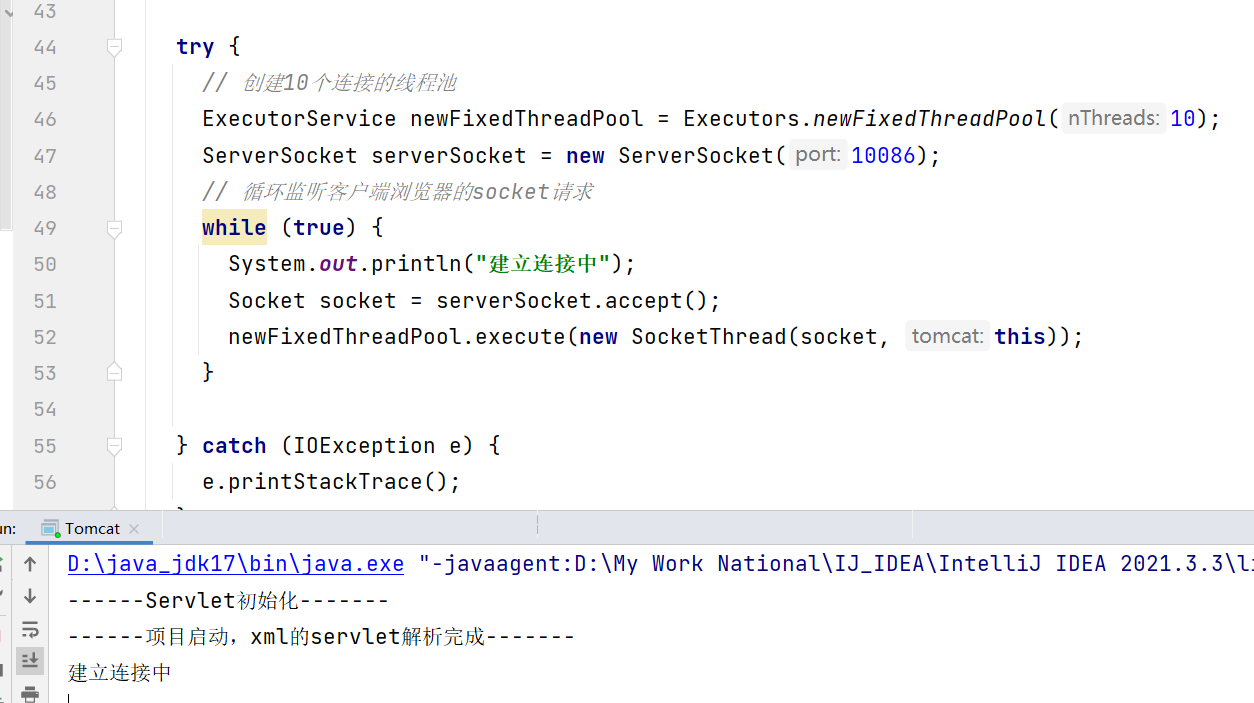 43
44 try {
45 // 创建10个连接的线程池
46 ExecutorService newFixedThreadPool = Executors.newFixedThreadPool( nThreads: 10);
47 ServerSocket serverSocket = new ServerSocket( port: 10086);
48 // 循环监听客户端浏览器的socket请求
49 while (true) {
50 System.out.println("建立连接中");
51 Socket socket = serverSocket.accept();
52 newFixedThreadPool.execute(new SocketThread(socket, tomcat: this));
53 }
54
55 } catch (IOException e) {
56 e.printStackTrace();
un: Tomcat
D:\java_jdk17\bin\java.exe "-javaagent:D:\My Work National\IJ_IDEA\IntelliJ IDEA 2021.3.3\li
------Servlet初始化-------
------项目启动，xml的servlet解析完成-------
建立连接中